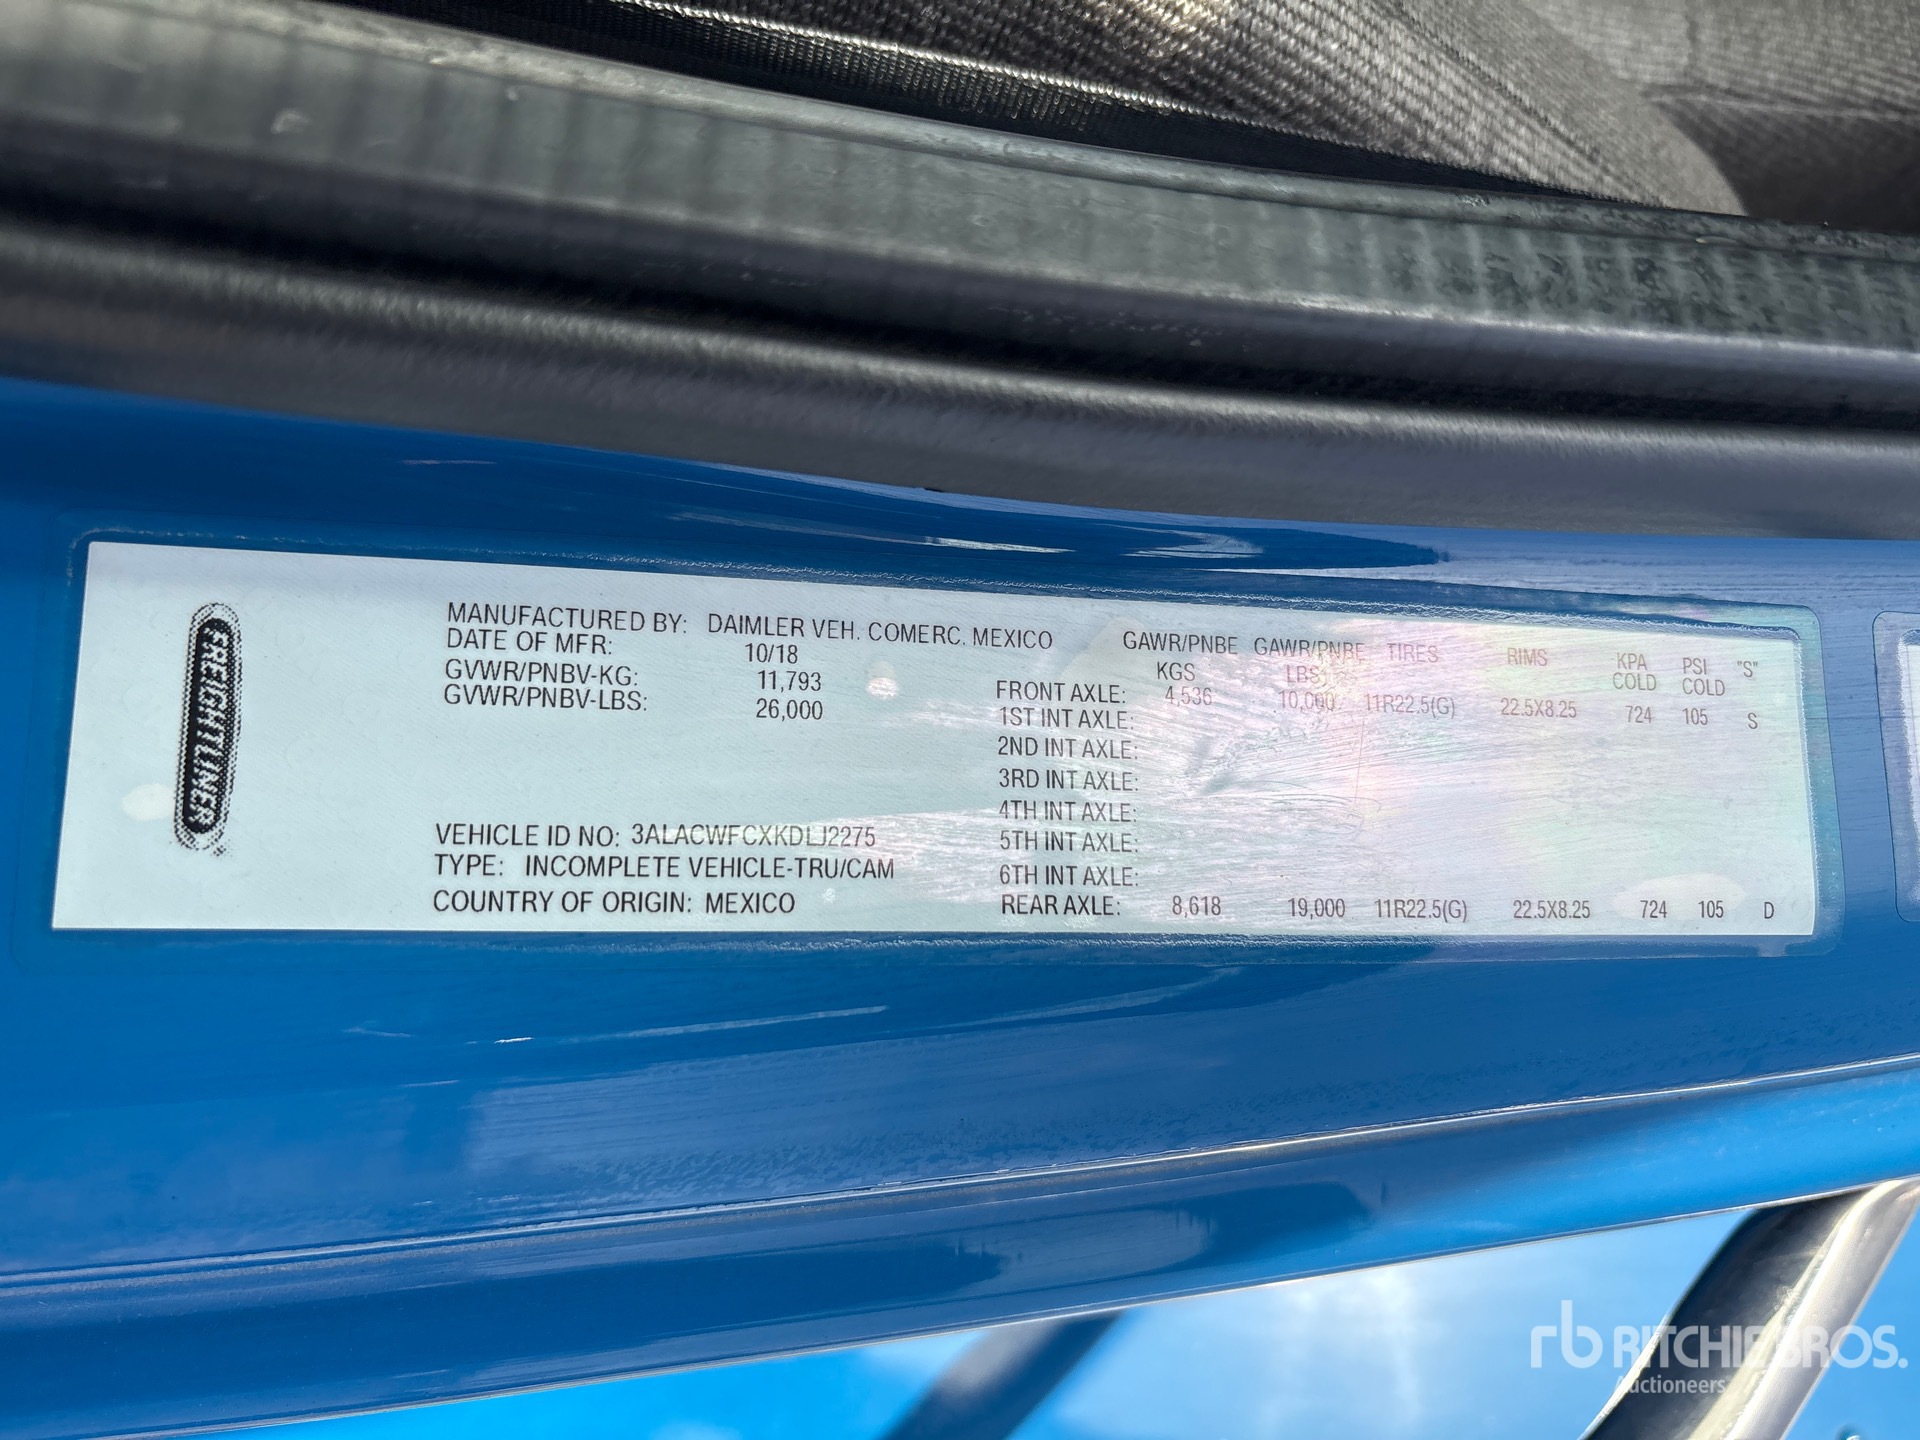 FREIGHTLINER
MANUFACTURED BY: DAIMLER VEH. COMERC. MEXICO
DATE OF MFR: 10/18
GVWR/PNBV-KG: 11,793
GVWR/PNBV-LBS: 26,000
VEHICLE ID NO: 3ALACWFCXKDLJ2275
TYPE: INCOMPLETE VEHICLE-TRU/CAM
COUNTRY OF ORIGIN: MEXICO
GAWR/PNBE GAWR/PNBE TIRES RIMS KPA PSI "S"
KGS LBS COLD COLD
FRONT AXLE: 4,536 10,000 11R22.5(G) 22.5X8.25 724 105 S
1ST INT AXLE:
2ND INT AXLE:
3RD INT AXLE:
4TH INT AXLE:
5TH INT AXLE:
6TH INT AXLE:
REAR AXLE: 8,618 19,000 11R22.5(G) 22.5X8.25 724 105 D
rb RITCHIE BROS.
Auctioneers